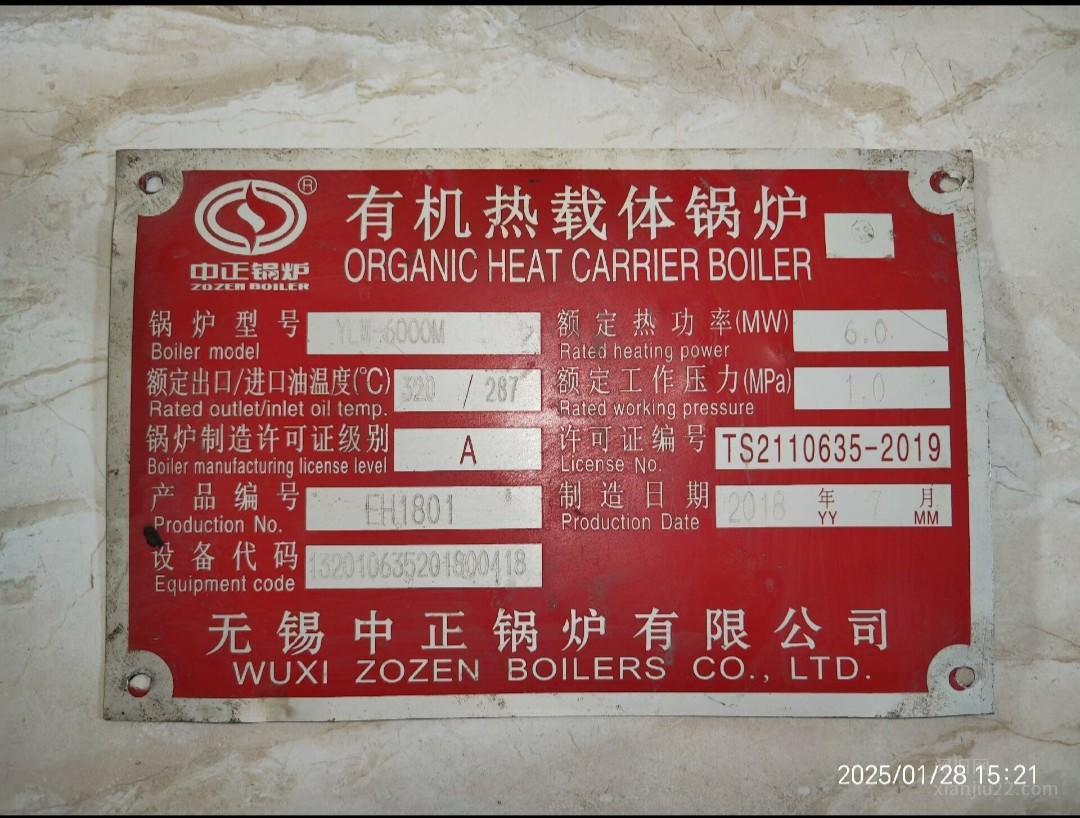 ®
有机热载体锅炉
ORGANIC HEAT CARRIER BOILER
中正锅炉
ZOZEN BOILER
锅炉型号 YLW-6000M
Boiler model
额定热功率(MW) 6.0
Rated heating power
额定出口/进口油温度(℃) 320 / 287
Rated outlet/inlet oil temp.
额定工作压力(MPa) 1.0
Rated working pressure
锅炉制造许可证级别 A
Boiler manufacturing license level
许可证编号 TS2110635-2019
License No.
产品编号 EH1801
Production No.
制造日期 2018 年 7 月
Production Date YY MM
设备代码 132010635201800418
Equipment code
无锡中正锅炉有限公司
WUXI ZOZEN BOILERS CO., LTD.
2025/01/28 15:21
xianjiu22.com